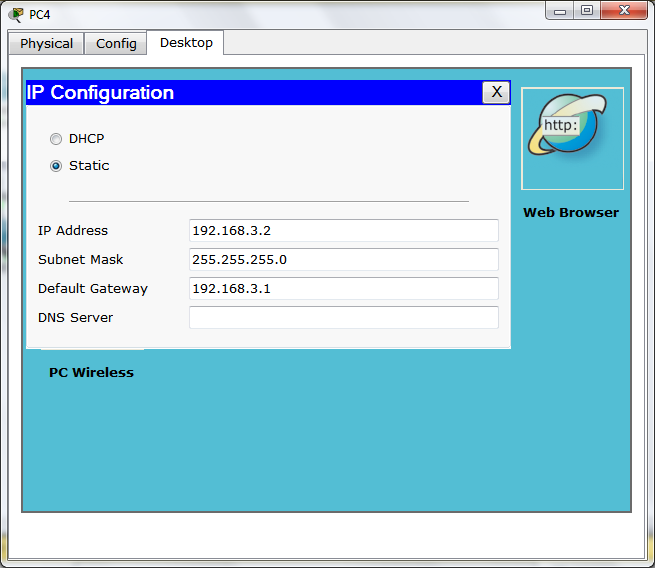 PC4
Physical Config Desktop
IP Configuration X
http:
DHCP
Static
Web Browser
IP Address 192.168.3.2
Subnet Mask 255.255.255.0
Default Gateway 192.168.3.1
DNS Server
PC Wireless